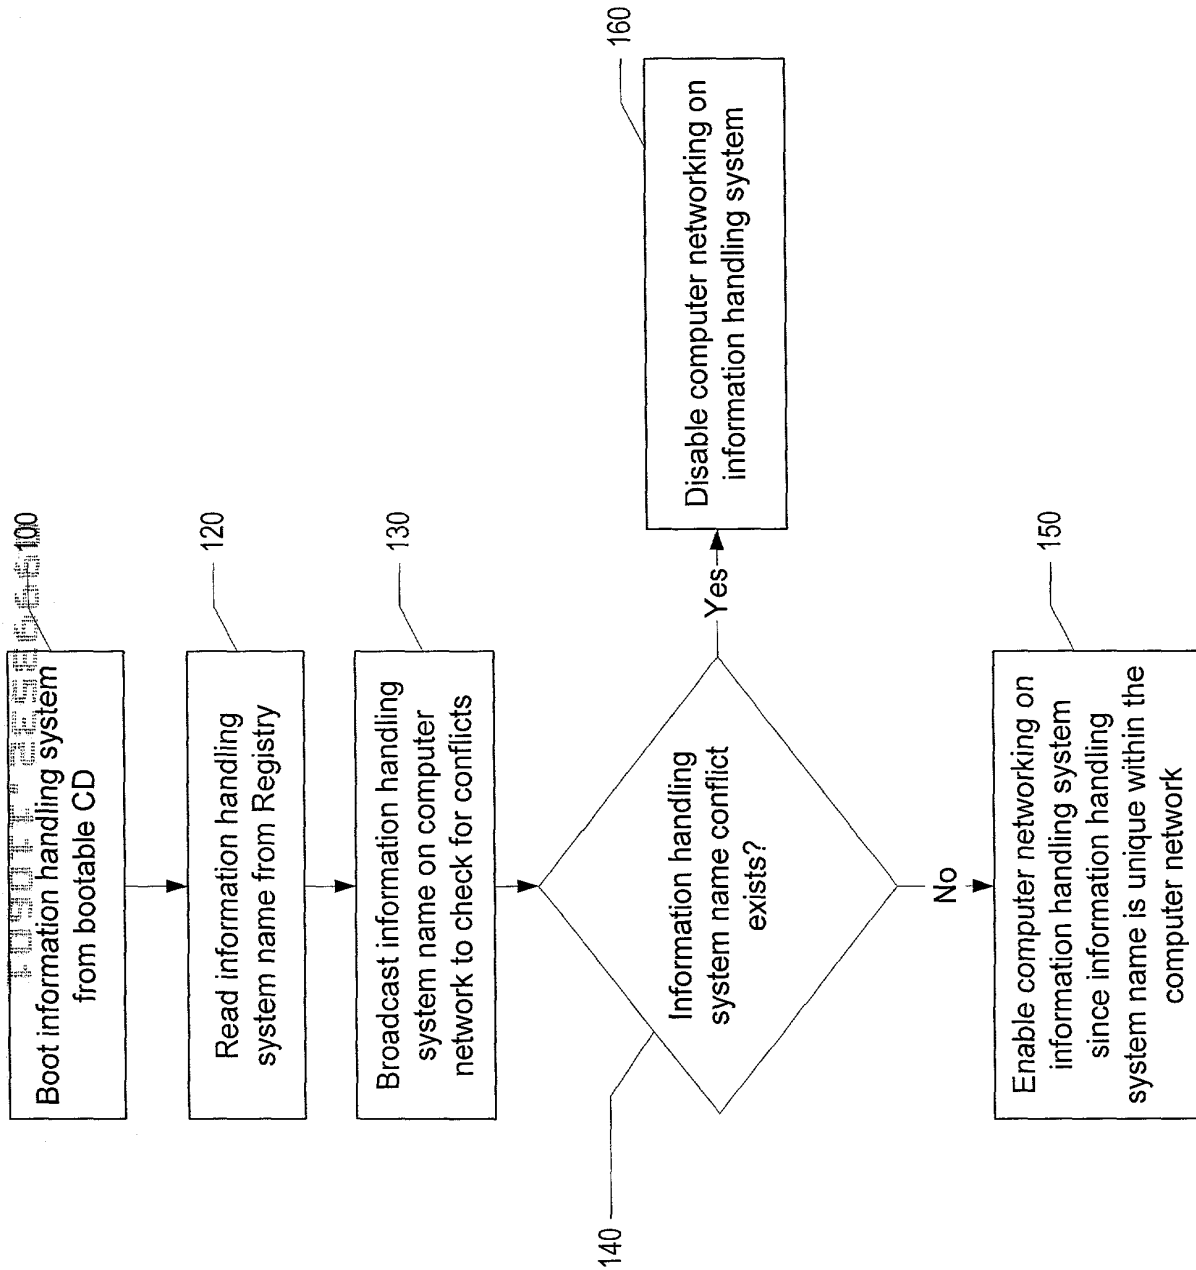 100
Boot information handling system
from bootable CD
120
Read information handling
system name from Registry
130
Broadcast information handling
system name on computer
network to check for conflicts
140
Information handling
system name conflict
exists?
Yes
160
Disable computer networking on
information handling system
No
150
Enable computer networking on
information handling system
since information handling
system name is unique within the
computer network